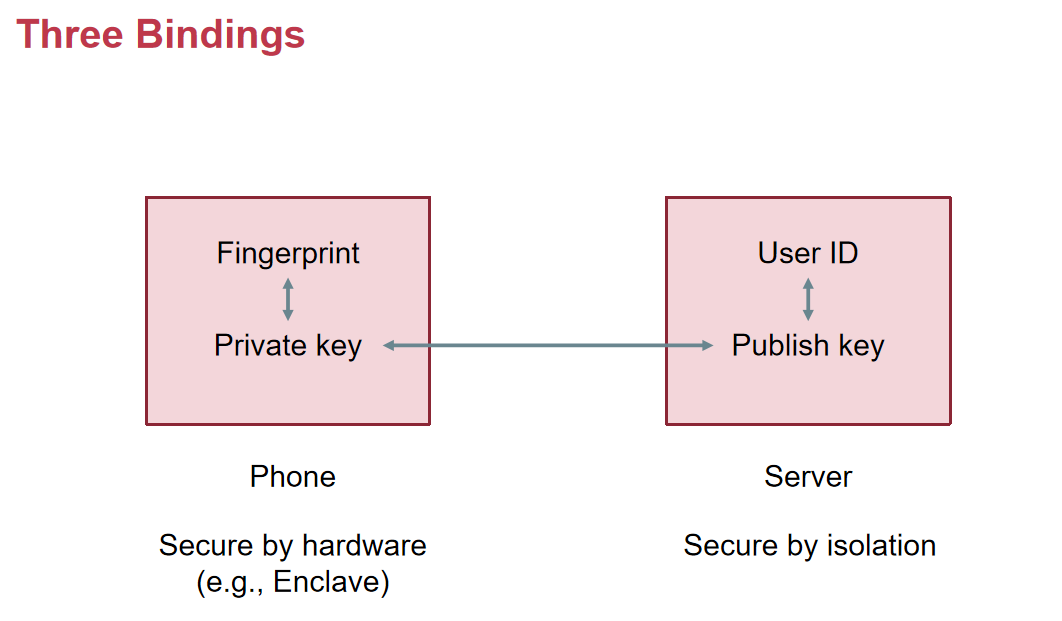 Three Bindings
Fingerprint
Private key
User ID
Publish key
Phone
Secure by hardware
(e.g., Enclave)
Server
Secure by isolation